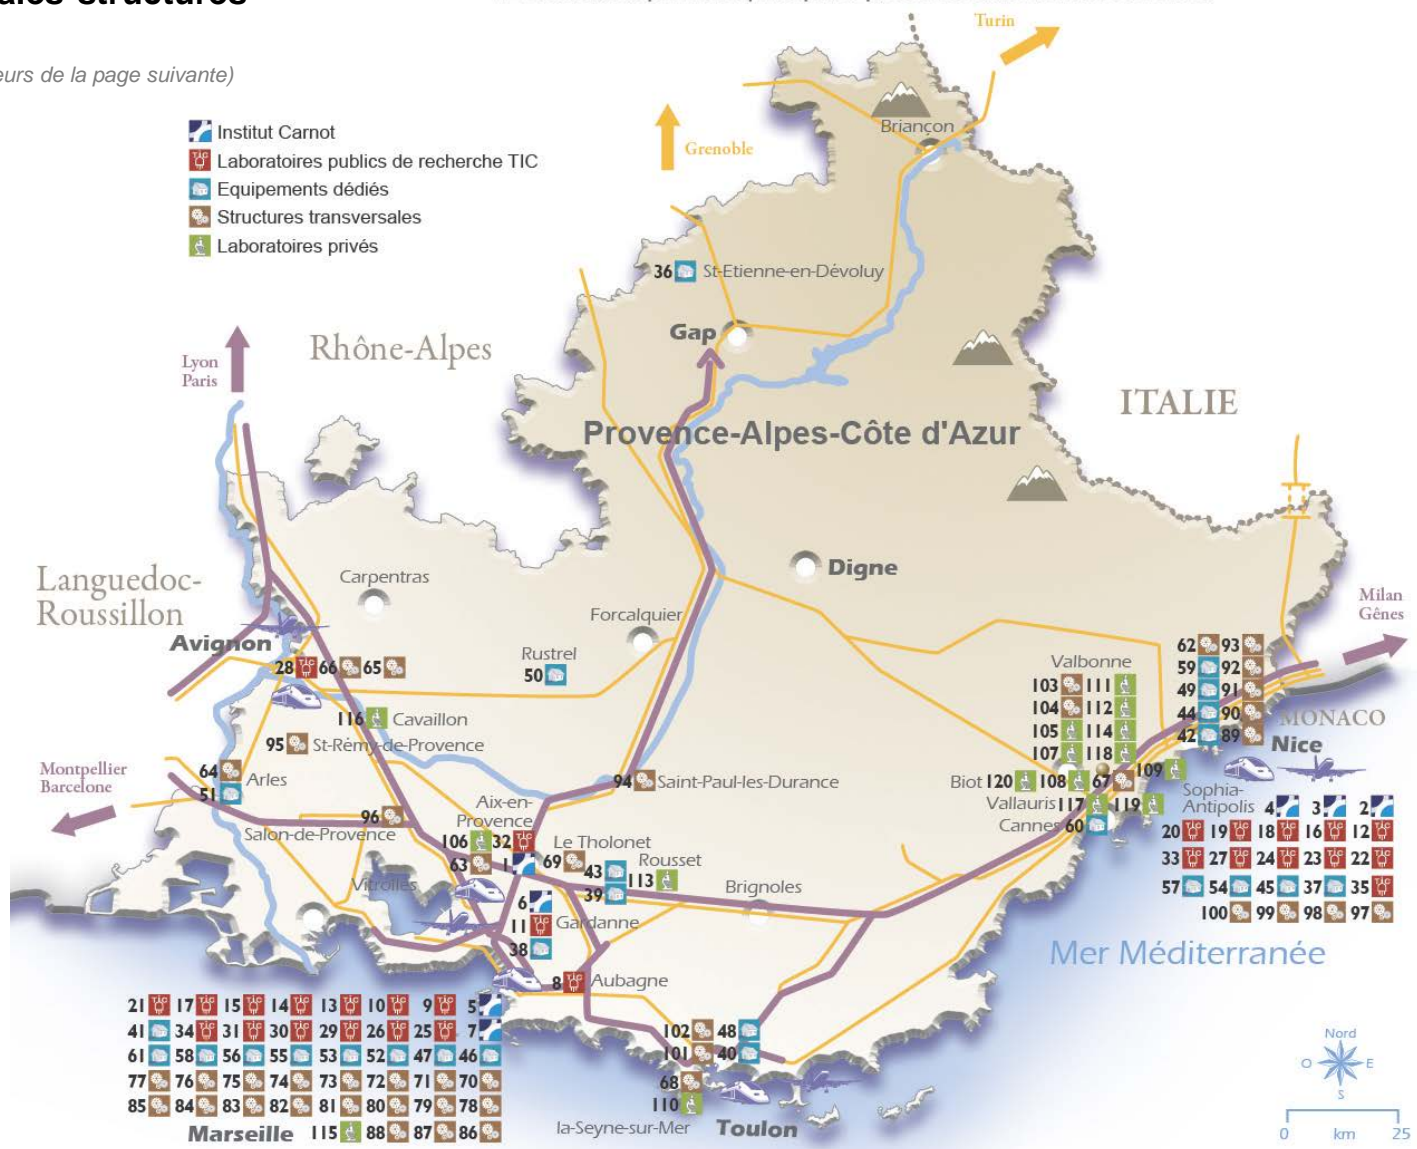 eurs de la page suivante)
Institut Carnot
Laboratoires publics de recherche TIC
Equipements dédiés
Structures transversales
Laboratoires privés
Turin
Grenoble
Briançon
36 St-Etienne-en-Dévoluy
Gap
Lyon
Paris
Rhône-Alpes
ITALIE
Provence-Alpes-Côte d'Azur
Languedoc-
Roussillon
Carpentras
Digne
Forcalquier
Milan
Gênes
Avignon
28 66 65
Rustrel
50
116 Cavaillon
95 St-Rémy-de-Provence
64
51
Arles
Montpellier
Barcelone
94 Saint-Paul-les-Durance
96
Salon-de-Provence
Aix-en-
Provence
106 32
63 1
Le Tholonet
69
43
39
Rousset
113
Brignoles
Vitrolles
6
11 Gardanne
38
8 Aubagne
Valbonne
103 111
104 112
105 114
107 118
Biot 120 108 67 109
Vallauris 117 119
Cannes 60
62 93
59 92
49 91
44 90
42 89
MONACO
Nice
Sophia-
Antipolis 4 3 2
20 19 18 16 12
33 27 24 23 22
57 54 45 37 35
100 99 98 97
Mer Méditerranée
21 17 15 14 13 10 9 5
41 34 31 30 29 26 25 7
61 58 56 55 53 52 47 46
77 76 75 74 73 72 71 70
85 84 83 82 81 80 79 78
Marseille 115 88 87 86
102 48
101 40
68
110
la-Seyne-sur-Mer Toulon
Nord
O E
S
0 km 25